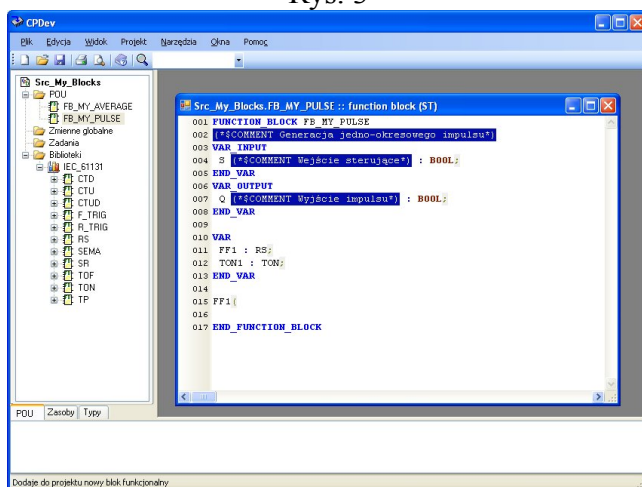 Rys. 3
CPDev
Plik Edycja Widok Projekt Narzędzia Okna Pomoc
Src_My_Blocks
POU
FB_MY_AVERAGE
FB_MY_PULSE
Zmienne globalne
Zadania
Biblioteki
IEC_61131
CTD
CTU
CTUD
F_TRIG
R_TRIG
RS
SEMA
SR
TOF
TON
TP
POU Zasoby Typy
Src_My_Blocks.FB_MY_PULSE :: function block (ST)
001 FUNCTION_BLOCK FB_MY_PULSE
002 (*$COMMENT Generacja jedno-okresowego impulsu*)
003 VAR_INPUT
004 S (*$COMMENT Wejście sterujące*) : BOOL;
005 END_VAR
006 VAR_OUTPUT
007 Q (*$COMMENT Wyjście impulsu*) : BOOL;
008 END_VAR
009
010 VAR
011 FF1 : RS;
012 TON1 : TON;
013 END_VAR
014
015 FF1(
016
017 END_FUNCTION_BLOCK
Dodaje do projektu nowy blok funkcjonalny